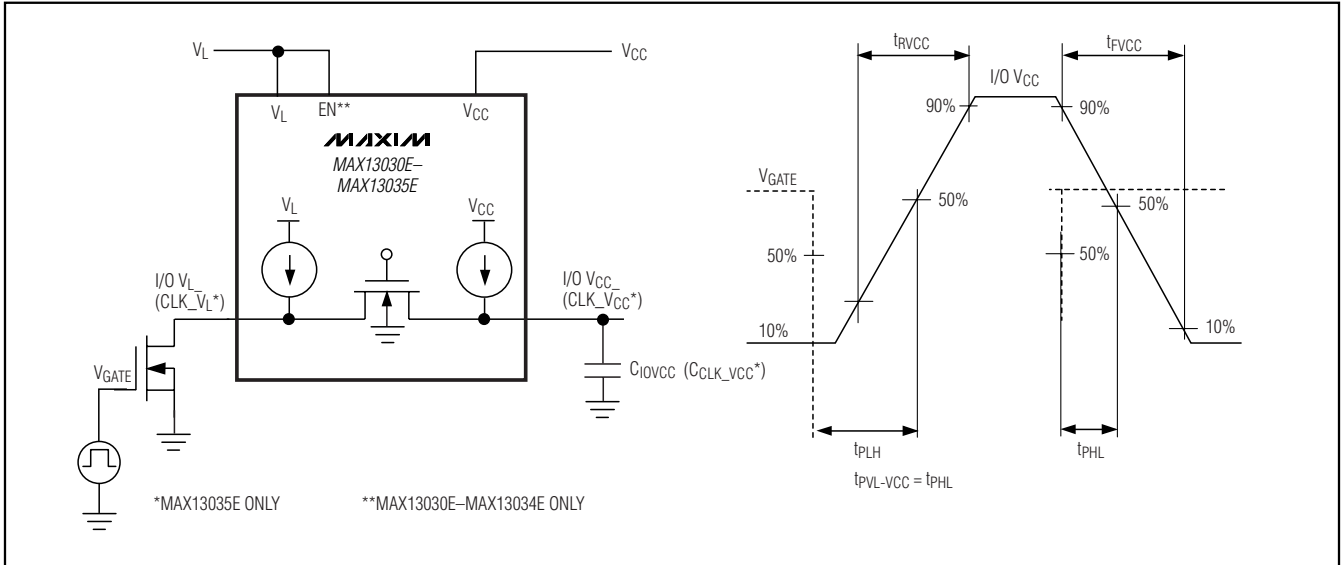 VL
VCC
VL
EN**
VCC
MAXIM
MAX13030E–
MAX13035E
VL
VCC
I/O VL_
(CLK_VL*)
I/O VCC_
(CLK_VCC*)
VGATE
CIOVCC (CCLK_VCC*)
*MAX13035E ONLY
**MAX13030E–MAX13034E ONLY
tRVCC
tFVCC
I/O VCC
90%
90%
VGATE
50%
50%
50%
50%
10%
10%
tPLH
tPHL
tPVL-VCC = tPHL